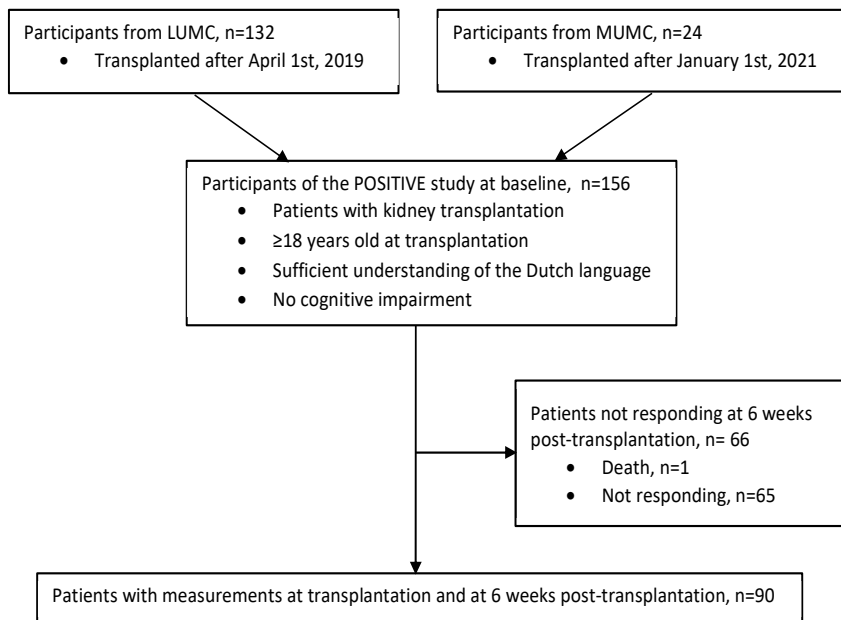 Participants from LUMC, n=132
• Transplanted after April 1st, 2019
Participants from MUMC, n=24
• Transplanted after January 1st, 2021
Participants of the POSITIVE study at baseline, n=156
• Patients with kidney transplantation
• ≥18 years old at transplantation
• Sufficient understanding of the Dutch language
• No cognitive impairment
Patients not responding at 6 weeks
post-transplantation, n= 66
• Death, n=1
• Not responding, n=65
Patients with measurements at transplantation and at 6 weeks post-transplantation, n=90